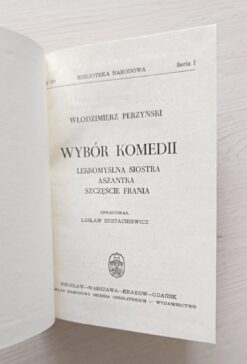 BIBLIOTEKA NARODOWA
Seria I
WŁODZIMIERZ PERZYŃSKI
WYBÓR KOMEDII
LEKKOMYŚLNA SIOSTRA
ASZANTKA
SZCZĘŚCIE FRANIA
OPRACOWAŁ
LESŁAW EUSTACHIEWICZ
WROCŁAW—WARSZAWA—KRAKÓW—GDAŃSK
ZAKŁAD NARODOWY IMIENIA OSSOLIŃSKICH — WYDAWNICTWO